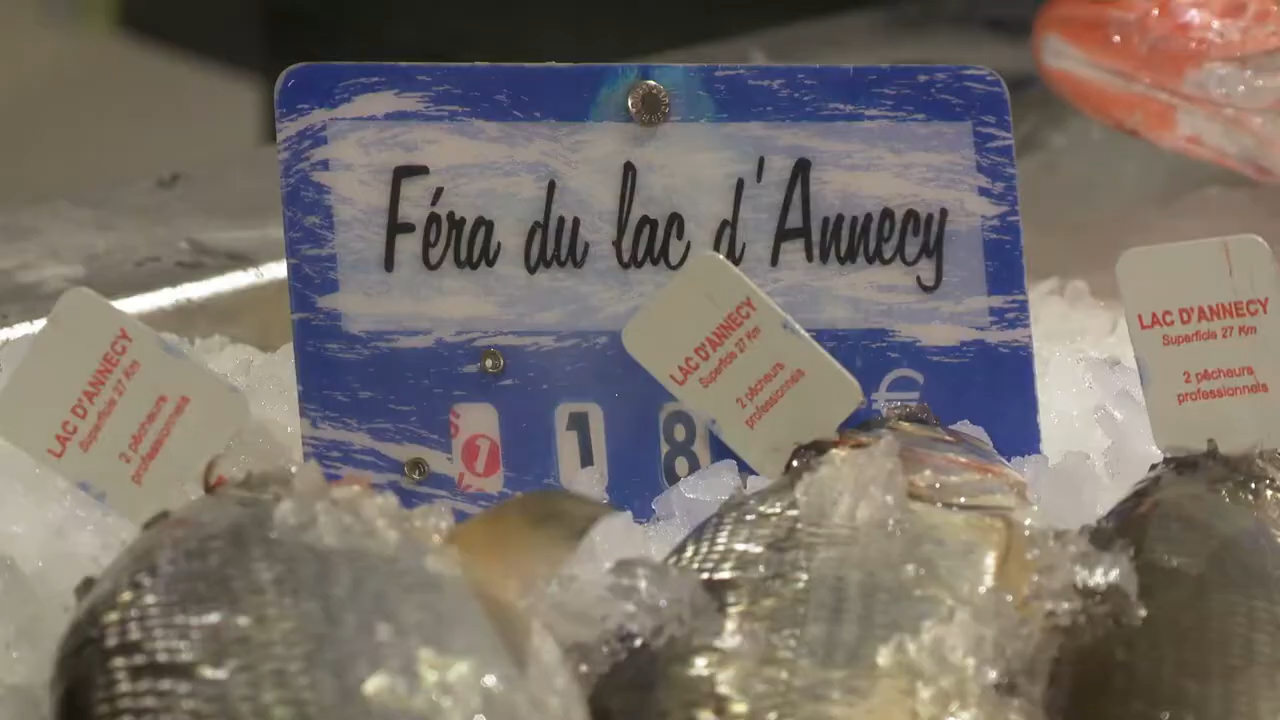 Féra du lac d'Annecy
1 1 8 €
LAC D'ANNECY
Superficie 27 Km
2 pêcheurs
professionnels
LAC D'ANNECY
Superficie 27 Km
2 pêcheurs
professionnels
LAC D'ANNECY
Superficie 27 Km
2 pêcheurs
professionnels